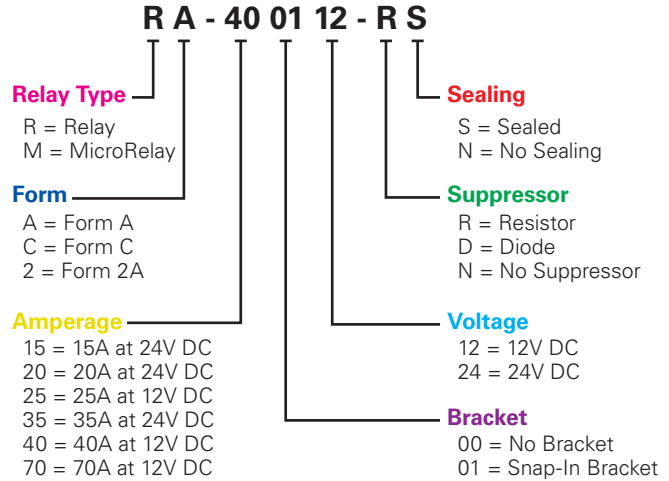 R A - 40 01 12 - R S
Relay Type
R = Relay
M = MicroRelay
Form
A = Form A
C = Form C
2 = Form 2A
Amperage
15 = 15A at 24V DC
20 = 20A at 24V DC
25 = 25A at 12V DC
35 = 35A at 24V DC
40 = 40A at 12V DC
70 = 70A at 12V DC
Sealing
S = Sealed
N = No Sealing
Suppressor
R = Resistor
D = Diode
N = No Suppressor
Voltage
12 = 12V DC
24 = 24V DC
Bracket
00 = No Bracket
01 = Snap-In Bracket